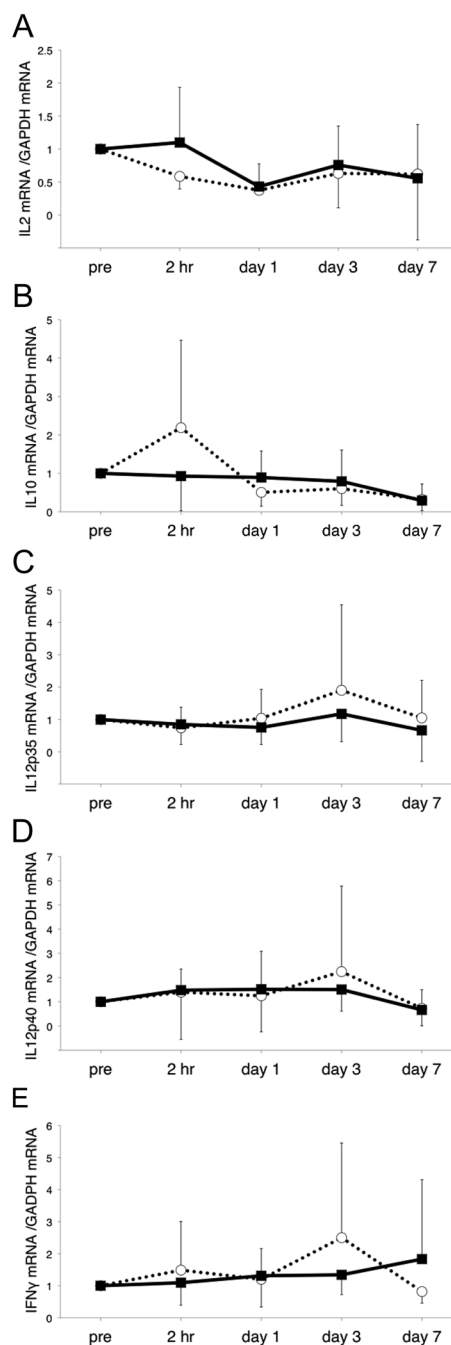 A
IL2 mRNA /GAPDH mRNA
2.5
2
1.5
1
0.5
0
pre 2 hr day 1 day 3 day 7
B
IL10 mRNA /GAPDH mRNA
5
4
3
2
1
0
pre 2 hr day 1 day 3 day 7
C
IL12p35 mRNA /GAPDH mRNA
5
4
3
2
1
0
pre 2 hr day 1 day 3 day 7
D
IL12p40 mRNA /GAPDH mRNA
7
6
5
4
3
2
1
0
pre 2 hr day 1 day 3 day 7
E
IFNγ mRNA /GADPH mRNA
6
5
4
3
2
1
0
pre 2 hr day 1 day 3 day 7